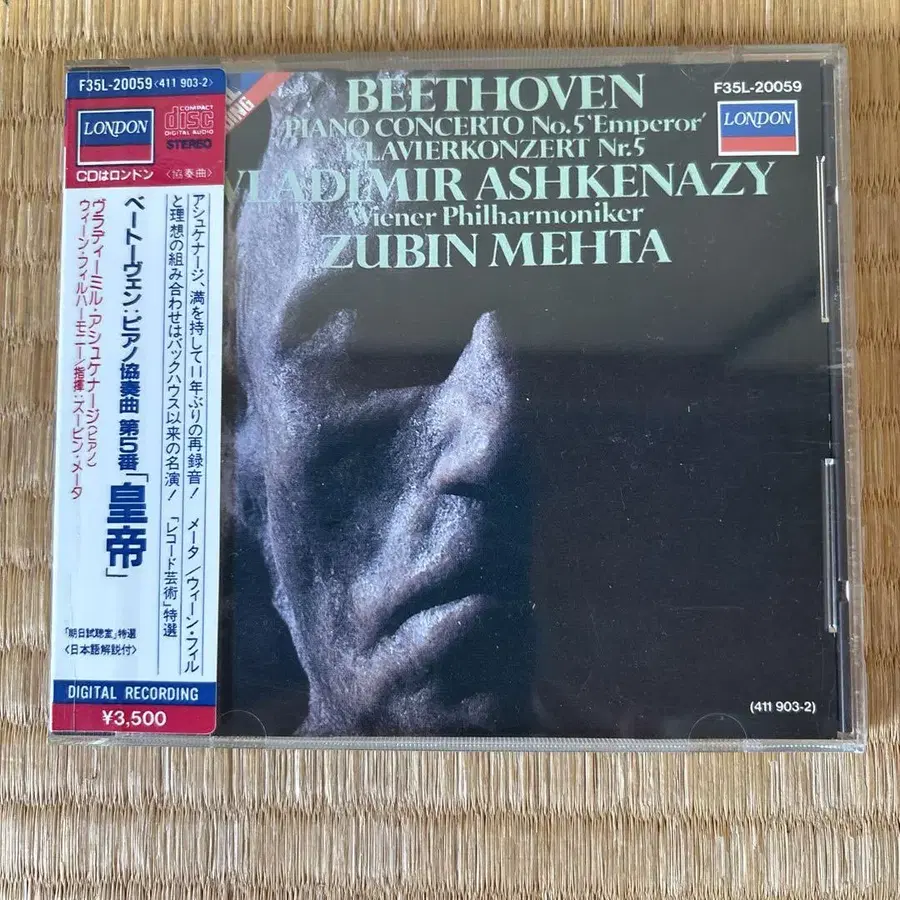 F35L-20059<411 903-2>
LONDON
COMPACT
disc
DIGITAL AUDIO
STEREO
CDはロンドン 〈協奏曲〉
アシュケナージ、満を持して11年ぶりの再録音! メータ/ウィーン・フィル
と理想の組み合わせはバックハウス以来の名演! 「レコード芸術」特選
ベートーヴェン:ピアノ協奏曲 第5番「皇帝」
ヴラディーミル・アシュケナージ(ピアノ)
ウィーン・フィルハーモニー/指揮:ズービン・メータ
「朝日試聴室」特選
〈日本語解説付〉
DIGITAL RECORDING
¥3,500
BEETHOVEN
PIANO CONCERTO No.5 'Emperor'
KLAVIERKONZERT Nr.5
VLADIMIR ASHKENAZY
Wiener Philharmoniker
ZUBIN MEHTA
F35L-20059
LONDON
(411 903-2)